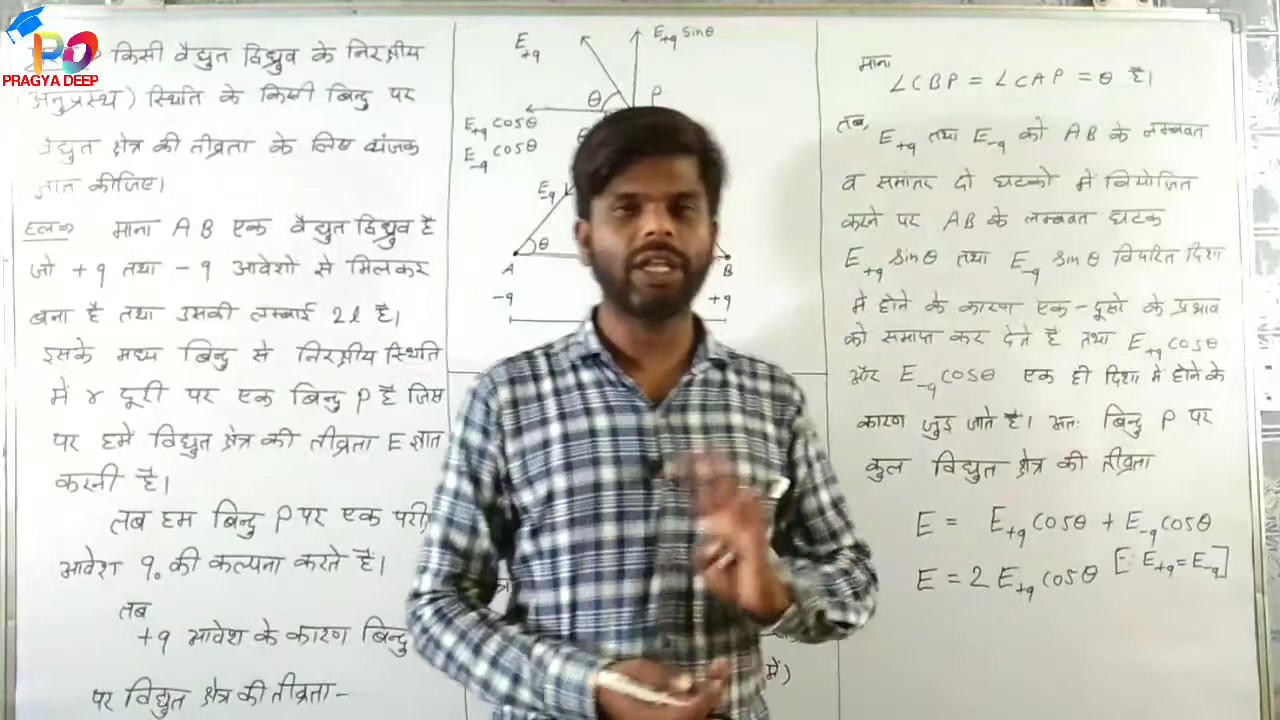 PRAGYA DEEP
किसी वैद्युत द्विध्रुव के निरक्षीय
(अनुप्रस्थ) स्थिति के किसी बिन्दु पर
वैद्युत क्षेत्र की तीव्रता के लिए व्यंजक
ज्ञात कीजिए।
हल⇒ माना AB एक वैद्युत द्विध्रुव है
जो +q तथा -q आवेशो से मिलकर
बना है तथा उसकी लम्बाई 2l है।
इसके मध्य बिन्दु से निरक्षीय स्थिति
में r दूरी पर एक बिन्दु P है जिस
पर हमे विद्युत क्षेत्र की तीव्रता E ज्ञात
करनी है।
तब हम बिन्दु P पर एक परी
आवेश q₀ की कल्पना करते है।
तब
+q आवेश के कारण बिन्दु
पर विद्युत क्षेत्र की तीव्रता-
E+q
E+q sinθ
θ
P
E+q cosθ
E-q cosθ
θ
A
B
-q
+q
में)
माना
∠CBP = ∠CAP = θ है।
तब,
E+q तथा E-q को AB के लम्बवत
व समांतर दो घटको मे वियोजित
करने पर AB के लम्बवत घटक
E+q sinθ तथा E-q sinθ विपरित दिशा
मे होने के कारण एक-दूसरे के प्रभाव
को समाप्त कर देते है तथा E+q cosθ
और E-q cosθ एक ही दिशा मे होने के
कारण जुड़ जाते है। अतः बिन्दु P पर
कुल विद्युत क्षेत्र की तीव्रता
E = E+q cosθ + E-q cosθ
E = 2 E+q cosθ [∵ E+q = E-q]